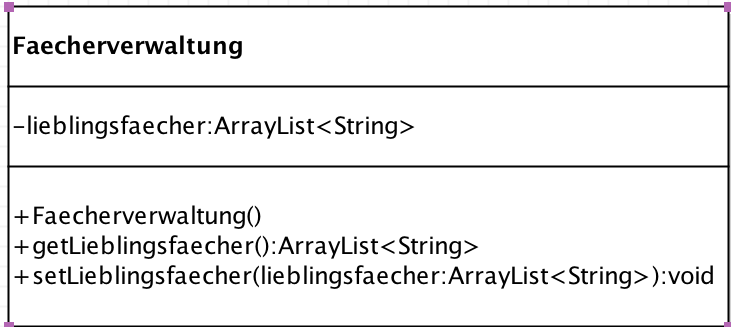 Faecherverwaltung
-lieblingsfaecher:ArrayList<String>
+Faecherverwaltung()
+getLieblingsfaecher():ArrayList<String>
+setLieblingsfaecher(lieblingsfaecher:ArrayList<String>):void